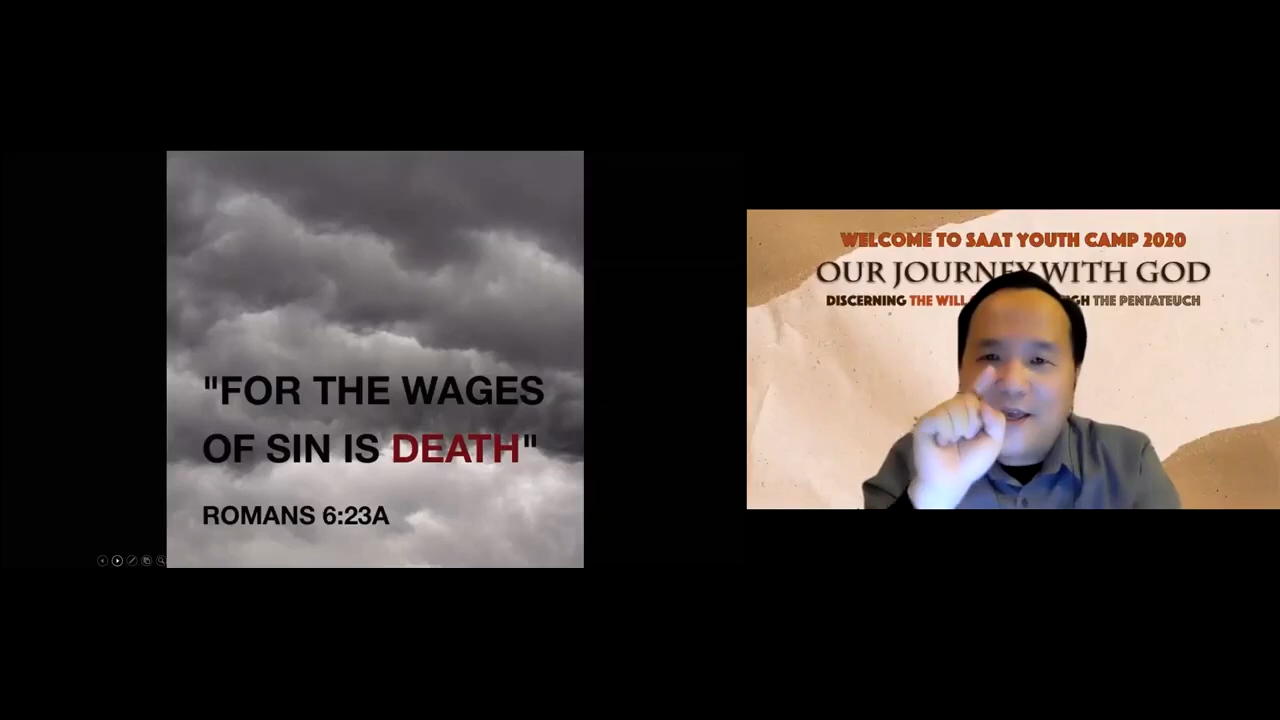 "FOR THE WAGES
OF SIN IS DEATH"
ROMANS 6:23A
WELCOME TO SAAT YOUTH CAMP 2020
OUR JOURNEY WITH GOD
DISCERNING THE WILL THE PENTATEUCH